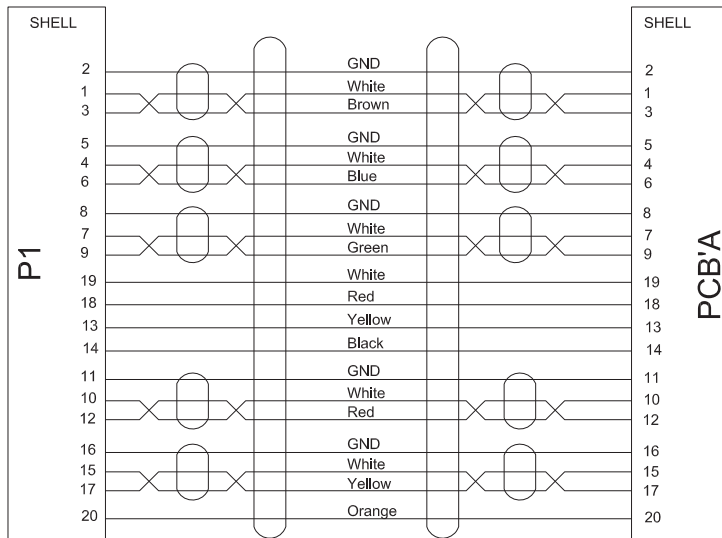 SHELL SHELL
2 GND 2
1 White 1
3 Brown 3
5 GND 5
4 White 4
6 Blue 6
8 GND 8
7 White 7
9 Green 9
P1
PCB'A
19 White 19
18 Red 18
13 Yellow 13
14 Black 14
11 GND 11
10 White 10
12 Red 12
16 GND 16
15 White 15
17 Yellow 17
20 Orange 20